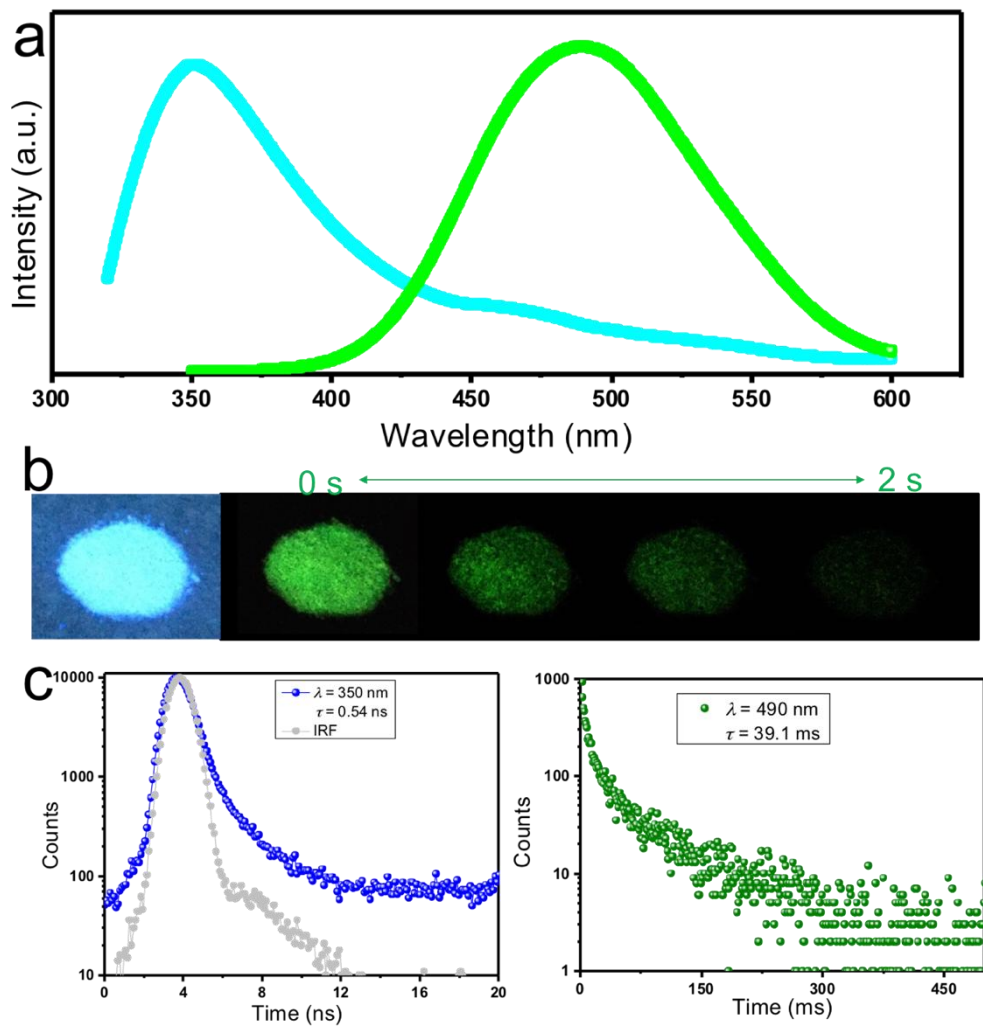 a
Intensity (a.u.)
300 350 400 450 500 550 600
Wavelength (nm)
b
0 s 2 s
c
10000
1000
100
10
Counts
λ = 350 nm
τ = 0.54 ns
IRF
0 4 8 12 16 20
Time (ns)
1000
100
10
1
Counts
λ = 490 nm
τ = 39.1 ms
0 150 300 450
Time (ms)